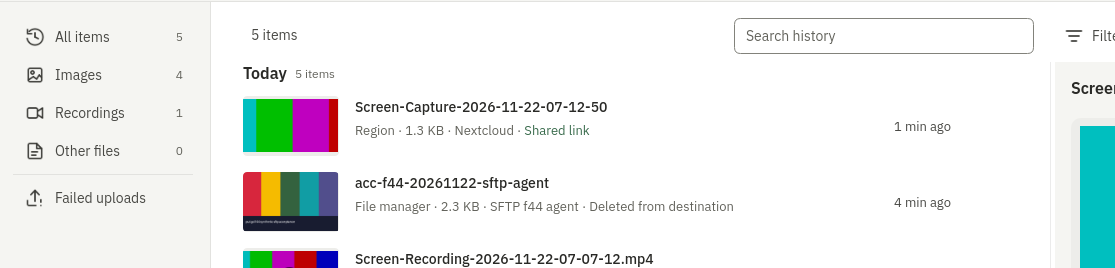 All items 5
Images 4
Recordings 1
Other files 0
Failed uploads
5 items
Search history
Today 5 items
Screen-Capture-2026-11-22-07-12-50
Region · 1.3 KB · Nextcloud · Shared link
1 min ago
acc-f44-20261122-sftp-agent
File manager · 2.3 KB · SFTP f44 agent · Deleted from destination
4 min ago
Screen-Recording-2026-11-22-07-07-12.mp4
Filte
Screen